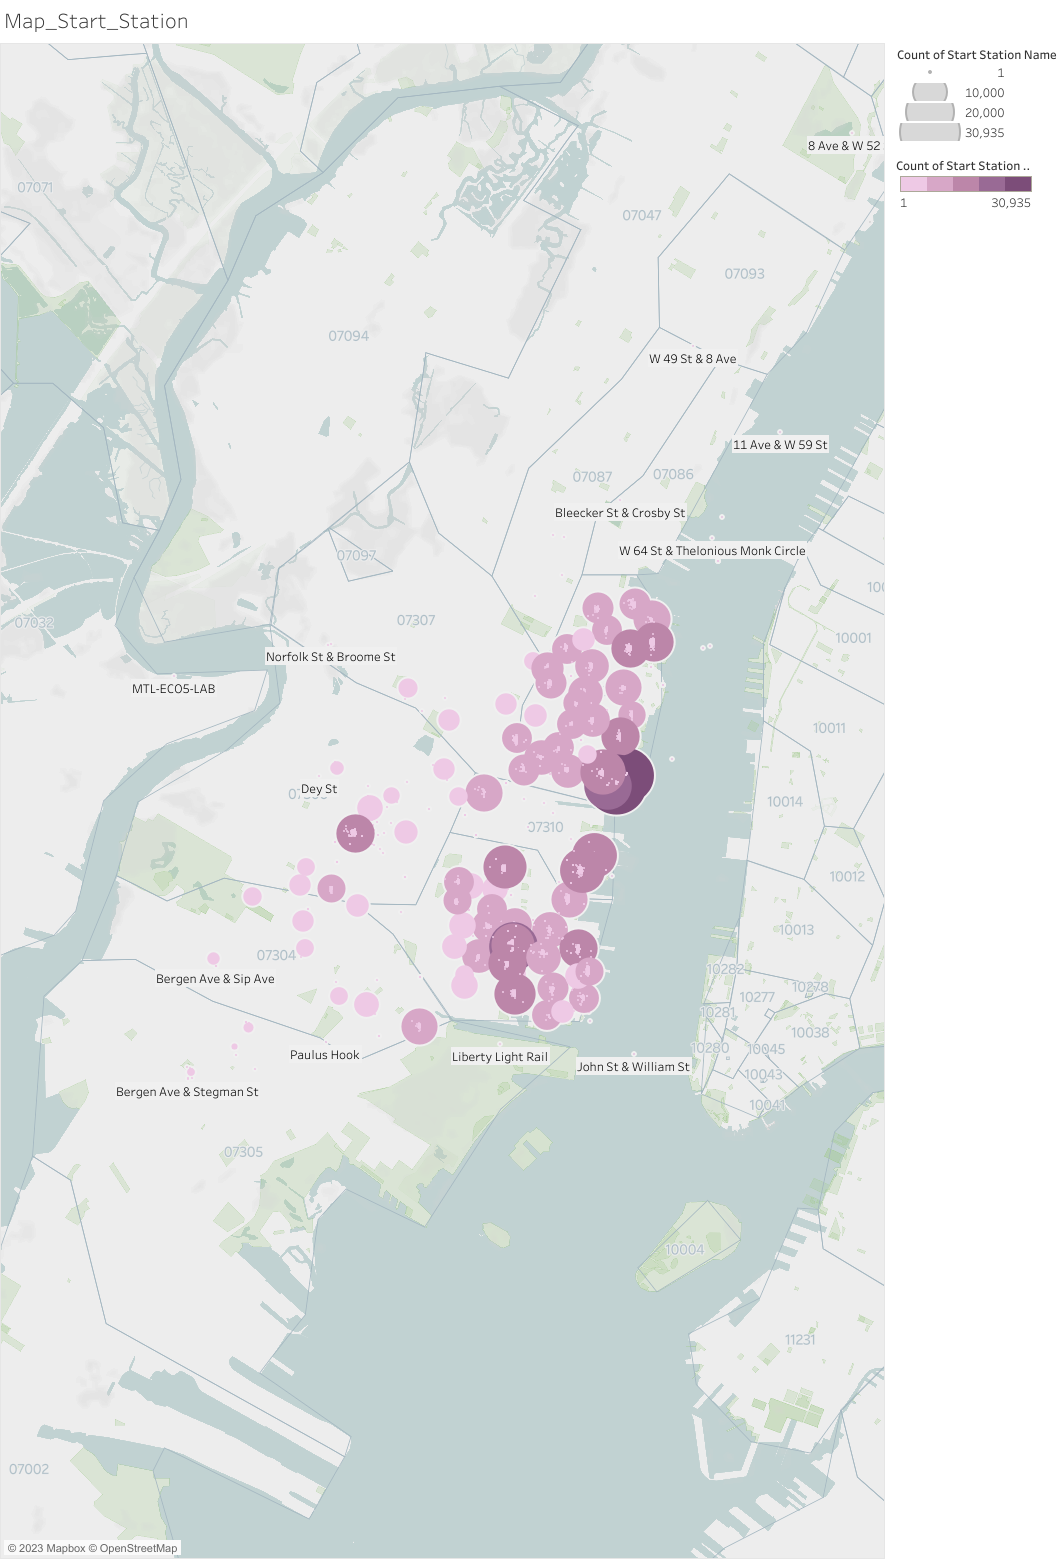 Map_Start_Station
Count of Start Station Name
1
10,000
20,000
30,935
Count of Start Station ..
1 30,935
8 Ave & W 52
07071
07047
07093
07094
W 49 St & 8 Ave
11 Ave & W 59 St
07087
07086
Bleecker St & Crosby St
W 64 St & Thelonious Monk Circle
07097
07032
07307
10001
Norfolk St & Broome St
MTL-ECO5-LAB
10011
Dey St
10014
07310
10012
10013
07304
Bergen Ave & Sip Ave
10282
10278
10277
10281
10038
10280
10045
Paulus Hook
Liberty Light Rail
John St & William St
10043
Bergen Ave & Stegman St
10041
07305
10004
11231
07002
© 2023 Mapbox © OpenStreetMap